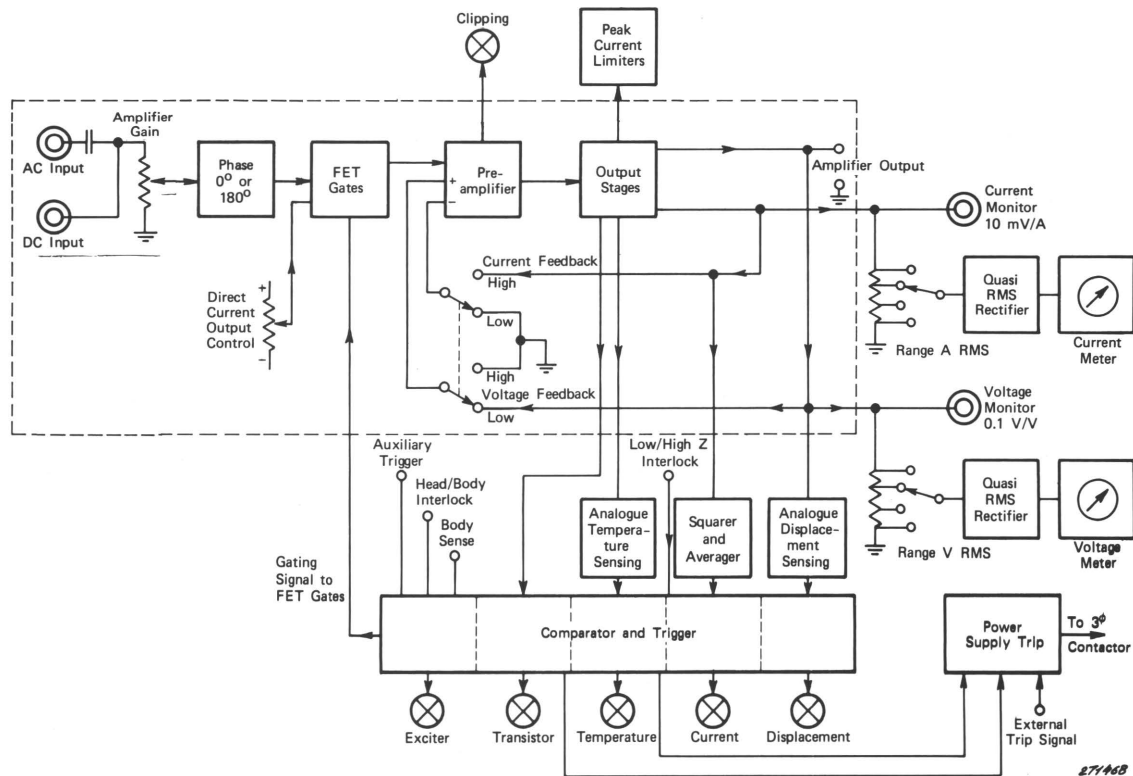 Clipping
Peak
Current
Limiters
Amplifier
Gain
AC Input
DC Input
Phase
0° or
180°
FET
Gates
+
−
Pre-
amplifier
Output
Stages
Amplifier Output
Current
Monitor
10 mV/A
Current Feedback
High
Low
High
Voltage Feedback
Low
+
Direct
Current
Output
Control
−
Quasi
RMS
Rectifier
Range A RMS
Current
Meter
Voltage
Monitor
0.1 V/V
Quasi
RMS
Rectifier
Range V RMS
Voltage
Meter
Auxiliary
Trigger
Head/Body
Interlock
Body
Sense
Low/High Z
Interlock
Analogue
Tempera-
ture
Sensing
Squarer
and
Averager
Analogue
Displace-
ment
Sensing
Gating
Signal to
FET Gates
Comparator and Trigger
Power
Supply Trip
To 3ϕ
Contactor
Exciter
Transistor
Temperature
Current
Displacement
External
Trip Signal
271468